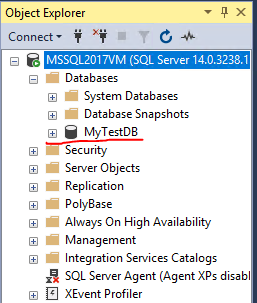 Object Explorer
Connect
MSSQL2017VM (SQL Server 14.0.3238.1
Databases
System Databases
Database Snapshots
MyTestDB
Security
Server Objects
Replication
PolyBase
Always On High Availability
Management
Integration Services Catalogs
SQL Server Agent (Agent XPs disabl
XEvent Profiler